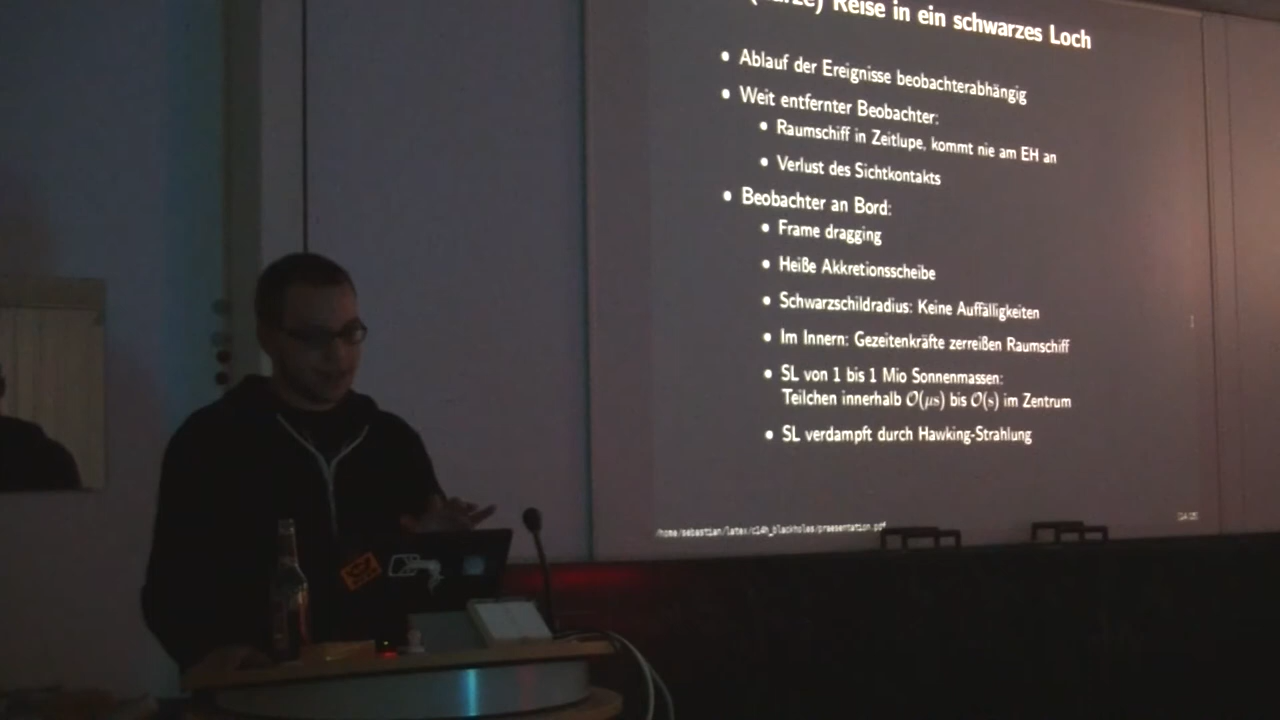 Reise in ein schwarzes Loch
Ablauf der Ereignisse beobachterabhängig
Weit entfernter Beobachter:
Raumschiff in Zeitlupe, kommt nie am EH an
Verlust des Sichtkontakts
Beobachter an Bord:
Frame dragging
Heiße Akkretionsscheibe
Schwarzschildradius: Keine Auffälligkeiten
Im Innern: Gezeitenkräfte zerreißen Raumschiff
SL von 1 bis 1 Mio Sonnenmassen:
Teilchen innerhalb O(μs) bis O(s) im Zentrum
SL verdampft durch Hawking-Strahlung
/home/sebastian/latex/c14h_blackholes/praesentation.pdf